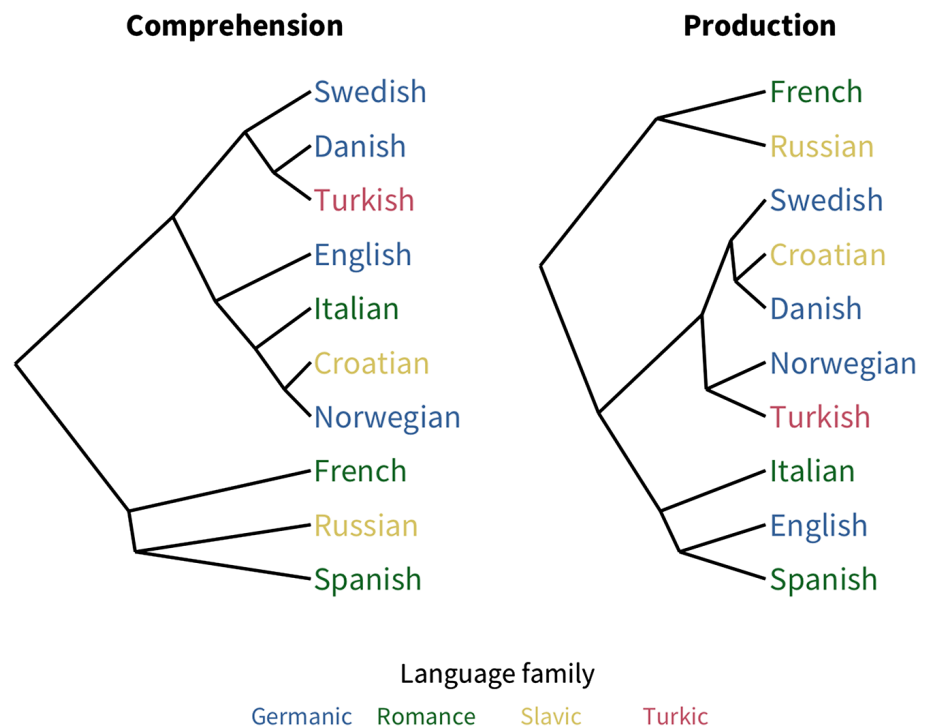 Comprehension
Swedish
Danish
Turkish
English
Italian
Croatian
Norwegian
French
Russian
Spanish
Production
French
Russian
Swedish
Croatian
Danish
Norwegian
Turkish
Italian
English
Spanish
Language family
Germanic Romance Slavic Turkic